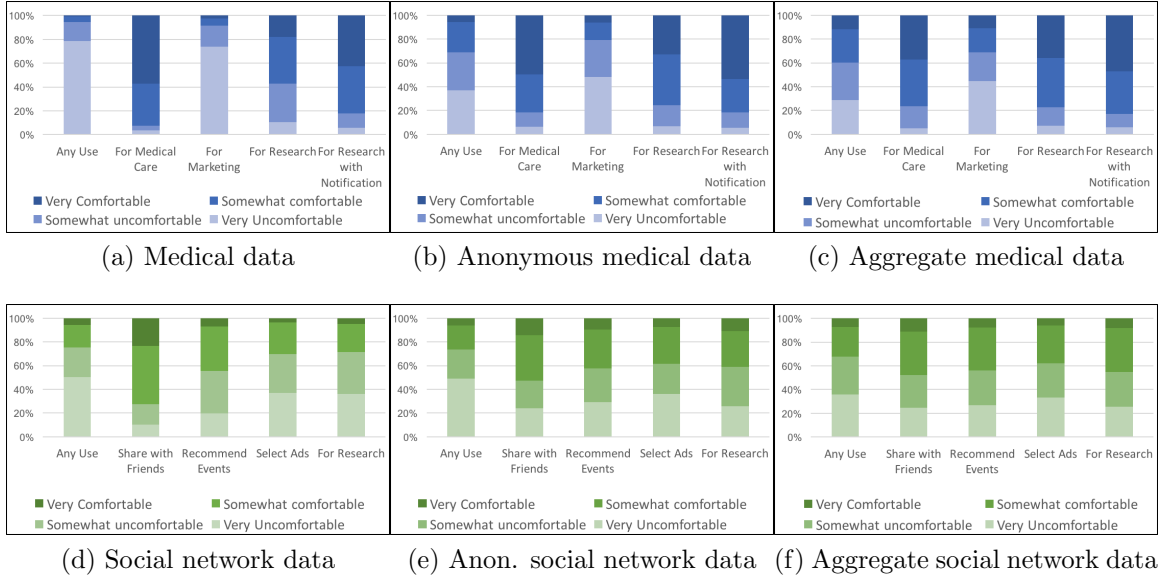 100%
80%
60%
40%
20%
0%
Any Use
For Medical Care
For Marketing
For Research
For Research with Notification
Very Comfortable
Somewhat comfortable
Somewhat uncomfortable
Very Uncomfortable
(a) Medical data
100%
80%
60%
40%
20%
0%
Any Use
For Medical Care
For Marketing
For Research
For Research with Notification
Very Comfortable
Somewhat comfortable
Somewhat uncomfortable
Very Uncomfortable
(b) Anonymous medical data
100%
80%
60%
40%
20%
0%
Any Use
For Medical Care
For Marketing
For Research
For Research with Notification
Very Comfortable
Somewhat comfortable
Somewhat uncomfortable
Very Uncomfortable
(c) Aggregate medical data
100%
80%
60%
40%
20%
0%
Any Use
Share with Friends
Recommend Events
Select Ads
For Research
Very Comfortable
Somewhat comfortable
Somewhat uncomfortable
Very Uncomfortable
(d) Social network data
100%
80%
60%
40%
20%
0%
Any Use
Share with Friends
Recommend Events
Select Ads
For Research
Very Comfortable
Somewhat comfortable
Somewhat uncomfortable
Very Uncomfortable
(e) Anon. social network data
100%
80%
60%
40%
20%
0%
Any Use
Share with Friends
Recommend Events
Select Ads
For Research
Very Comfortable
Somewhat comfortable
Somewhat uncomfortable
Very Uncomfortable
(f) Aggregate social network data